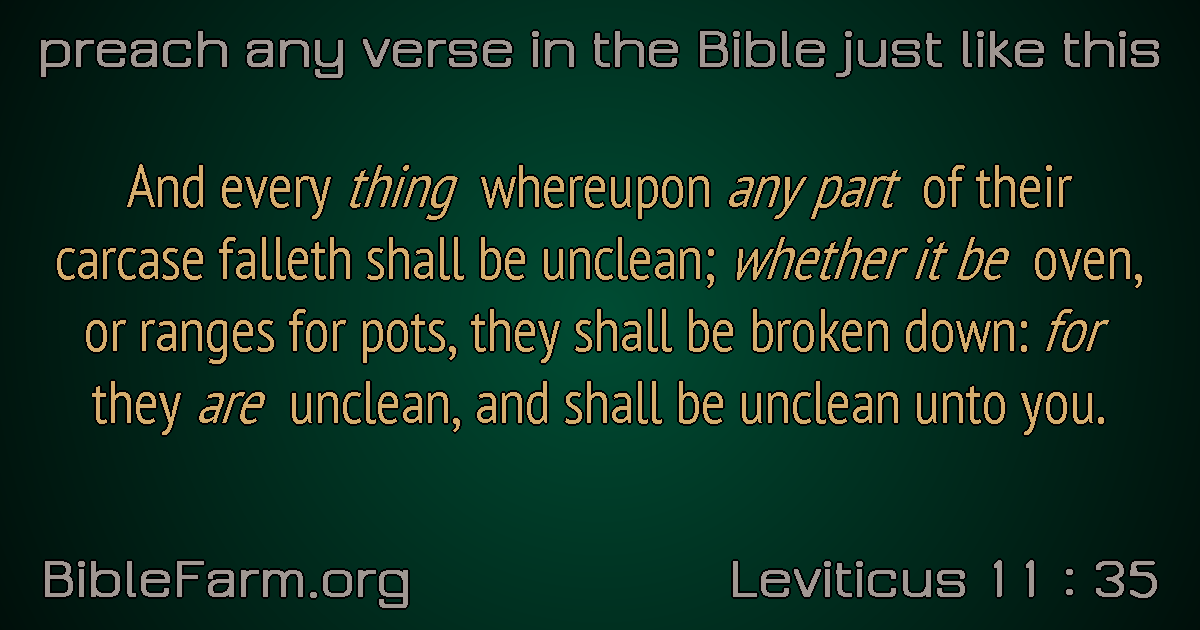 preach any verse in the Bible just like this
And every thing whereupon any part of their
carcase falleth shall be unclean; whether it be oven,
or ranges for pots, they shall be broken down: for
they are unclean, and shall be unclean unto you.
BibleFarm.org
Leviticus 11 : 35